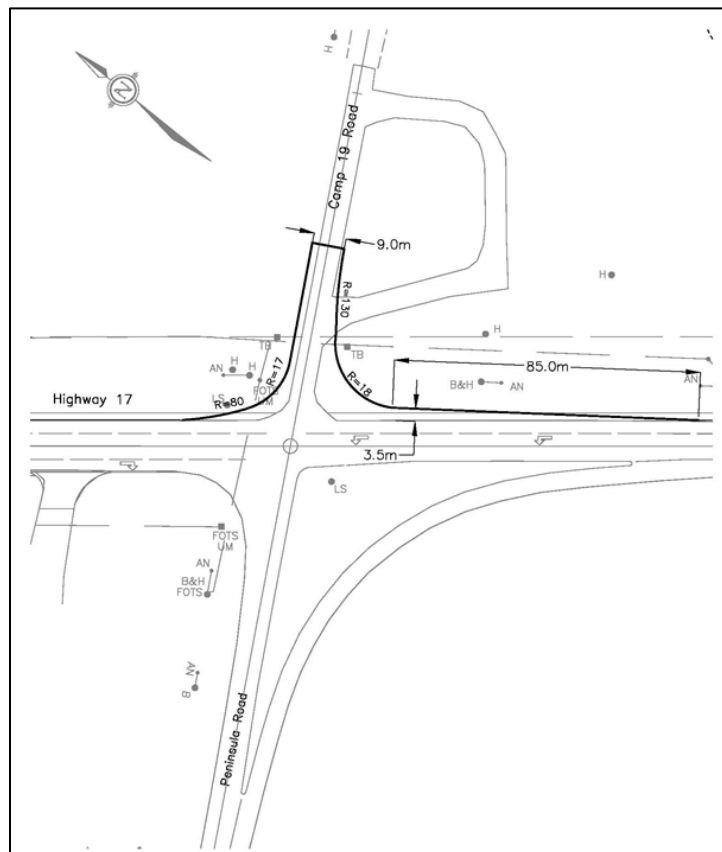 H
N
Camp 19 Road
9.0m
H
R=130
H
TB
TB
AN
H
H
R=17
85.0m
B&H
AN
AN
LS
FOTS
UM
R=80
R=18
Highway 17
3.5m
LS
FOTS
UM
AN
B&H
FOTS
AN
B
Peninsula Road